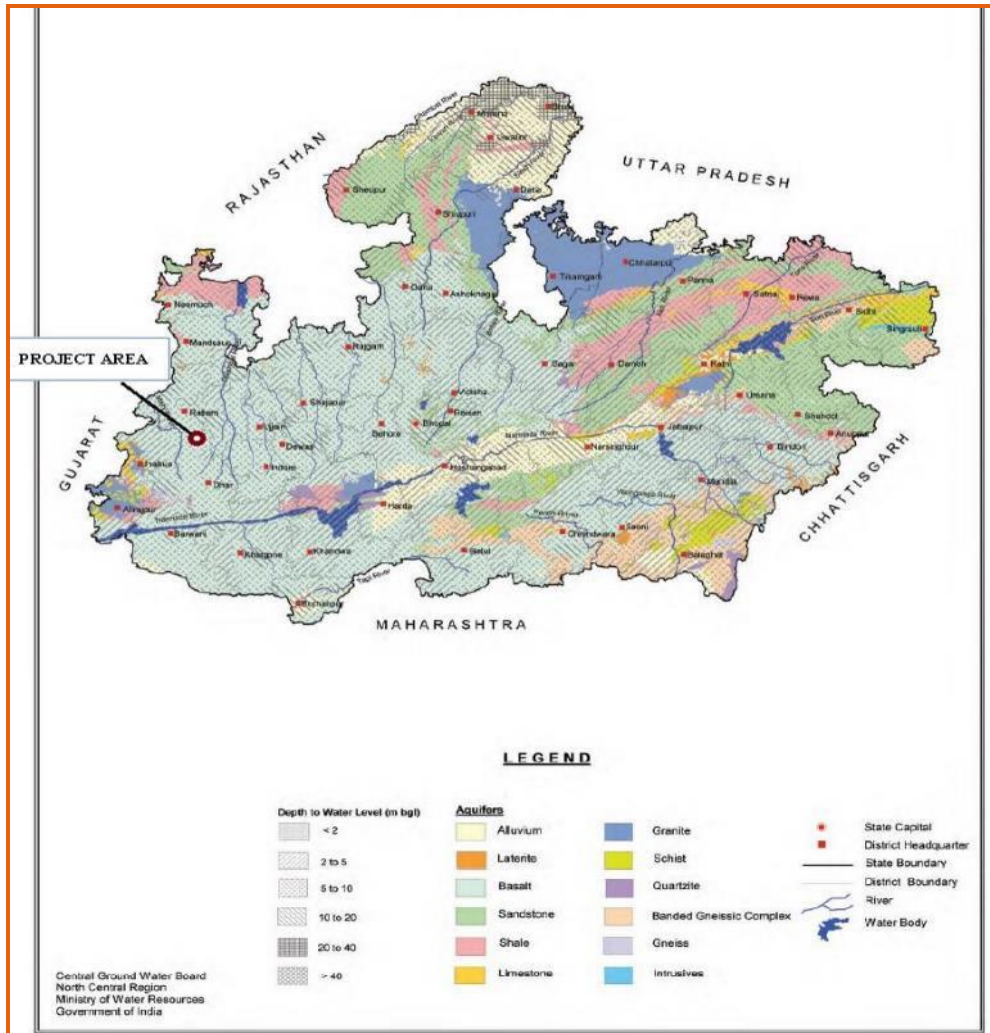 RAJASTHAN
UTTAR PRADESH
Chambal River
Morena
Gwalior
Datia
Sheopur
Shivpuri
Tikamgarh
Chhatarpur
Panna
Satna
Rewa
Sidhi
Singrauli
Neemuch
Guna
Ashoknagar
Mandsaur
Rajgarh
Sagar
Damoh
Umaria
PROJECT AREA
Shajapur
Vidisha
Raisen
Shahdol
Ratlam
Ujjain
Dewas
Sehore
Bhopal
Narmada River
Jabalpur
Narsinghpur
Dindori
GUJARAT
Jhabua
Indore
Hoshangabad
Mandla
CHHATTISGARH
Dhar
Alirajpur
Harda
Seoni
Chhindwara
Barwani
Khargone
Khandwa
Betul
Balaghat
Tapi River
Burhanpur
MAHARASHTRA
LEGEND
Depth to Water Level (m bgl)
< 2
2 to 5
5 to 10
10 to 20
20 to 40
> 40
Aquifers
Alluvium
Laterite
Basalt
Sandstone
Shale
Limestone
Granite
Schist
Quartzite
Banded Gneissic Complex
Gneiss
Intrusives
State Capital
District Headquarter
State Boundary
District Boundary
River
Water Body
Central Ground Water Board
North Central Region
Ministry of Water Resources
Government of India